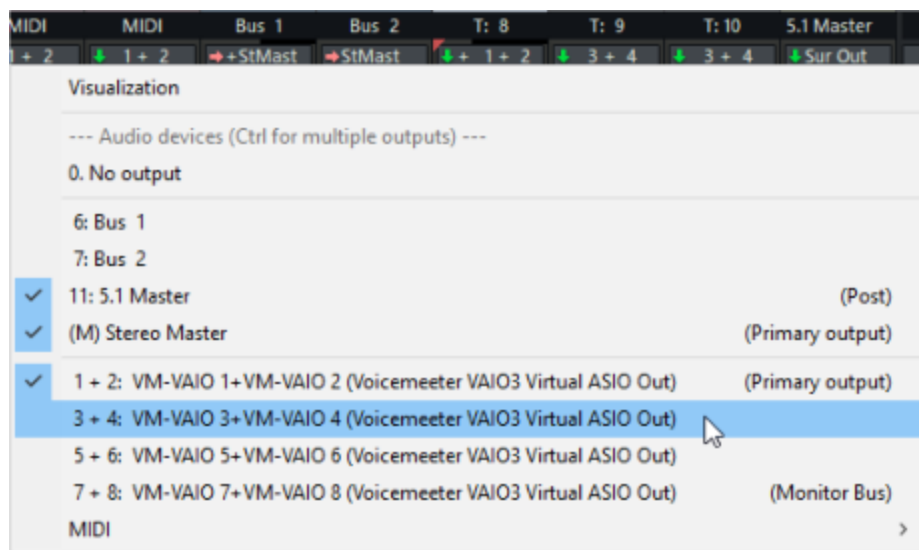 MIDI MIDI Bus 1 Bus 2 T: 8 T: 9 T: 10 5.1 Master
1 + 2 1 + 2 +StMast StMast + 1 + 2 3 + 4 3 + 4 Sur Out
Visualization
--- Audio devices (Ctrl for multiple outputs) ---
0. No output
6: Bus 1
7: Bus 2
11: 5.1 Master (Post)
(M) Stereo Master (Primary output)
1 + 2: VM-VAIO 1+VM-VAIO 2 (Voicemeeter VAIO3 Virtual ASIO Out) (Primary output)
3 + 4: VM-VAIO 3+VM-VAIO 4 (Voicemeeter VAIO3 Virtual ASIO Out)
5 + 6: VM-VAIO 5+VM-VAIO 6 (Voicemeeter VAIO3 Virtual ASIO Out)
7 + 8: VM-VAIO 7+VM-VAIO 8 (Voicemeeter VAIO3 Virtual ASIO Out) (Monitor Bus)
MIDI